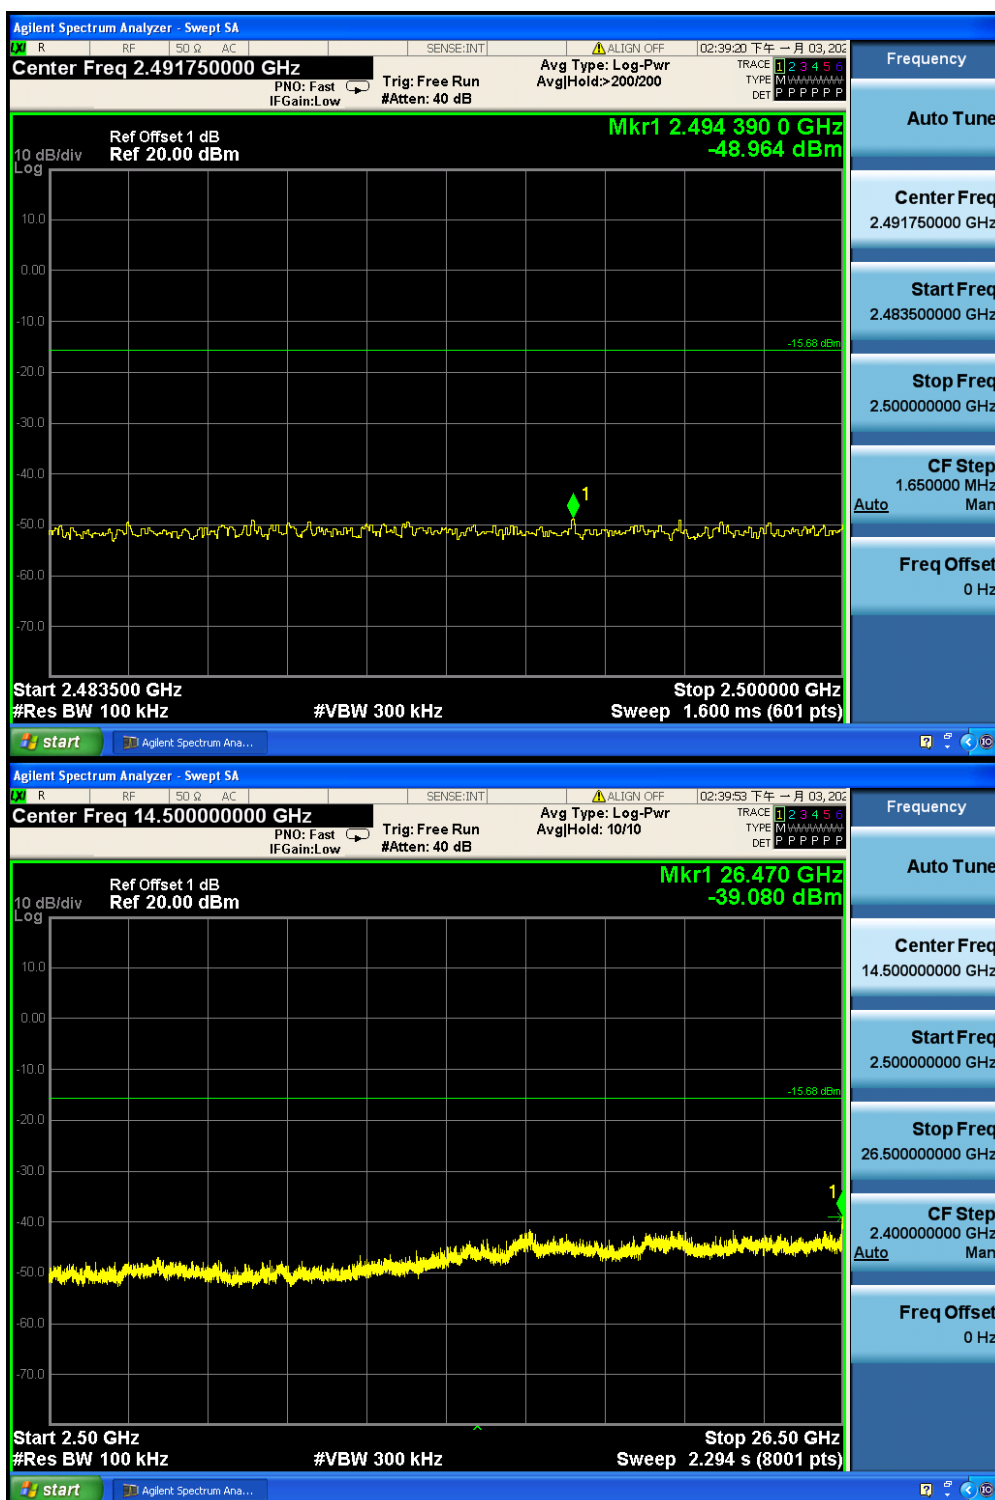 Agilent Spectrum Analyzer - Swept SA
LXI R RF 50 Ω AC SENSE:INT ALIGN OFF 02:39:20 下午 一月 03, 202
Center Freq 2.491750000 GHz
PNO: Fast
IFGain:Low
Trig: Free Run
#Atten: 40 dB
Avg Type: Log-Pwr
Avg|Hold:>200/200
TRACE 1 2 3 4 5 6
TYPE M WWWWW
DET P P P P P P
Ref Offset 1 dB
Ref 20.00 dBm
10 dB/div
Log
Mkr1 2.494 390 0 GHz
-48.964 dBm
10.0
0.00
-10.0
-15.68 dBm
-20.0
-30.0
-40.0
1
-50.0
-60.0
-70.0
Start 2.483500 GHz
Stop 2.500000 GHz
#Res BW 100 kHz
#VBW 300 kHz
Sweep 1.600 ms (601 pts)
Frequency
Auto Tune
Center Freq
2.491750000 GHz
Start Freq
2.483500000 GHz
Stop Freq
2.500000000 GHz
CF Step
1.650000 MHz
Auto Man
Freq Offset
0 Hz
start
Agilent Spectrum Ana...
Agilent Spectrum Analyzer - Swept SA
LXI R RF 50 Ω AC SENSE:INT ALIGN OFF 02:39:53 下午 一月 03, 202
Center Freq 14.500000000 GHz
PNO: Fast
IFGain:Low
Trig: Free Run
#Atten: 40 dB
Avg Type: Log-Pwr
Avg|Hold: 10/10
TRACE 1 2 3 4 5 6
TYPE M WWWWW
DET P P P P P P
Ref Offset 1 dB
Ref 20.00 dBm
10 dB/div
Log
Mkr1 26.470 GHz
-39.080 dBm
10.0
0.00
-10.0
-15.68 dBm
-20.0
-30.0
1
-40.0
-50.0
-60.0
-70.0
Start 2.50 GHz
Stop 26.50 GHz
#Res BW 100 kHz
#VBW 300 kHz
Sweep 2.294 s (8001 pts)
Frequency
Auto Tune
Center Freq
14.500000000 GHz
Start Freq
2.500000000 GHz
Stop Freq
26.500000000 GHz
CF Step
2.400000000 GHz
Auto Man
Freq Offset
0 Hz
start
Agilent Spectrum Ana...